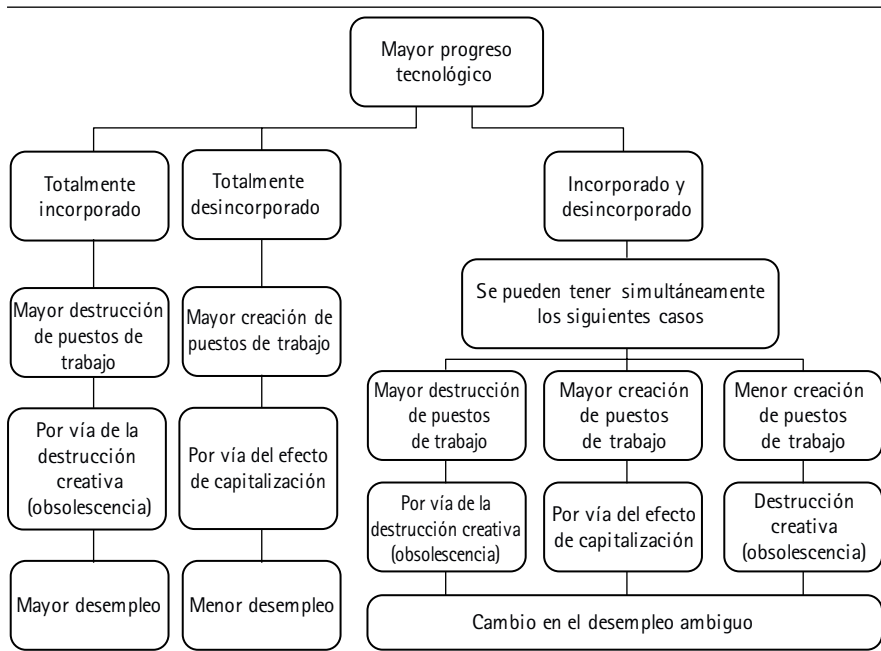 Mayor progreso
tecnológico
Totalmente
incorporado
Totalmente
desincorporado
Incorporado y
desincorporado
Mayor destrucción
de puestos de
trabajo
Mayor creación de
puestos de trabajo
Se pueden tener simultáneamente
los siguientes casos
Por vía de la
destrucción
creativa
(obsolescencia)
Por vía del efecto
de capitalización
Mayor destrucción
de puestos
de trabajo
Mayor creación
de puestos
de trabajo
Menor creación
de puestos
de trabajo
Por vía de la
destrucción creativa
(obsolescencia)
Por vía del efecto
de capitalización
Destrucción
creativa
(obsolescencia)
Mayor desempleo
Menor desempleo
Cambio en el desempleo ambiguo